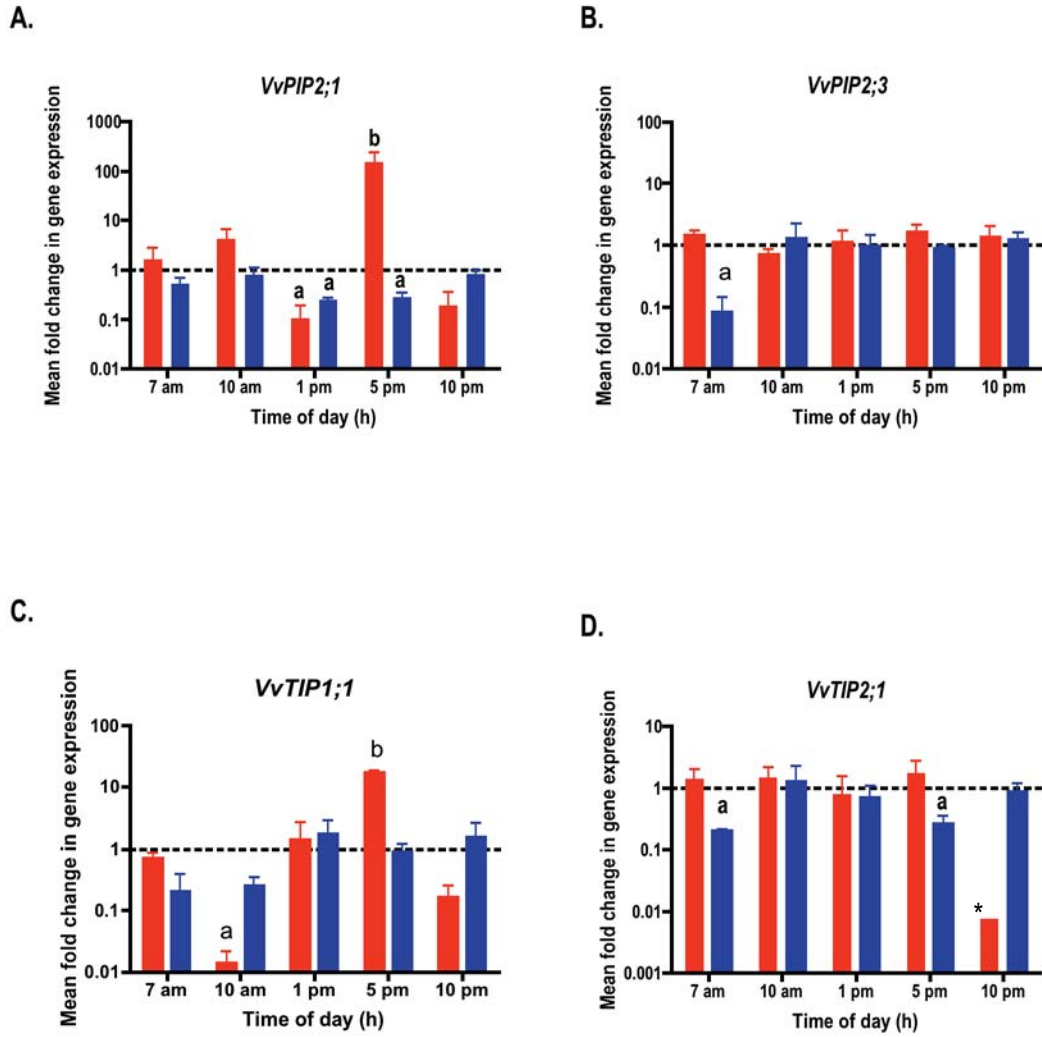 A.
VvPIP2;1
Mean fold change in gene expression
1000
100
10
1
0.1
0.01
b
a a a
7 am 10 am 1 pm 5 pm 10 pm
Time of day (h)
B.
VvPIP2;3
Mean fold change in gene expression
100
10
1
0.1
0.01
a
7 am 10 am 1 pm 5 pm 10 pm
Time of day (h)
C.
VvTIP1;1
Mean fold change in gene expression
100
10
1
0.1
0.01
b
a
7 am 10 am 1 pm 5 pm 10 pm
Time of day (h)
D.
VvTIP2;1
Mean fold change in gene expression
10
1
0.1
0.01
0.001
a a
*
7 am 10 am 1 pm 5 pm 10 pm
Time of day (h)